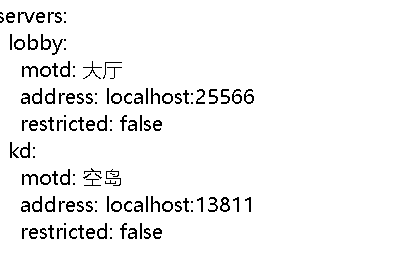 servers:
  lobby:
    motd: 大厅
    address: localhost:25566
    restricted: false
  kd:
    motd: 空岛
    address: localhost:13811
    restricted: false